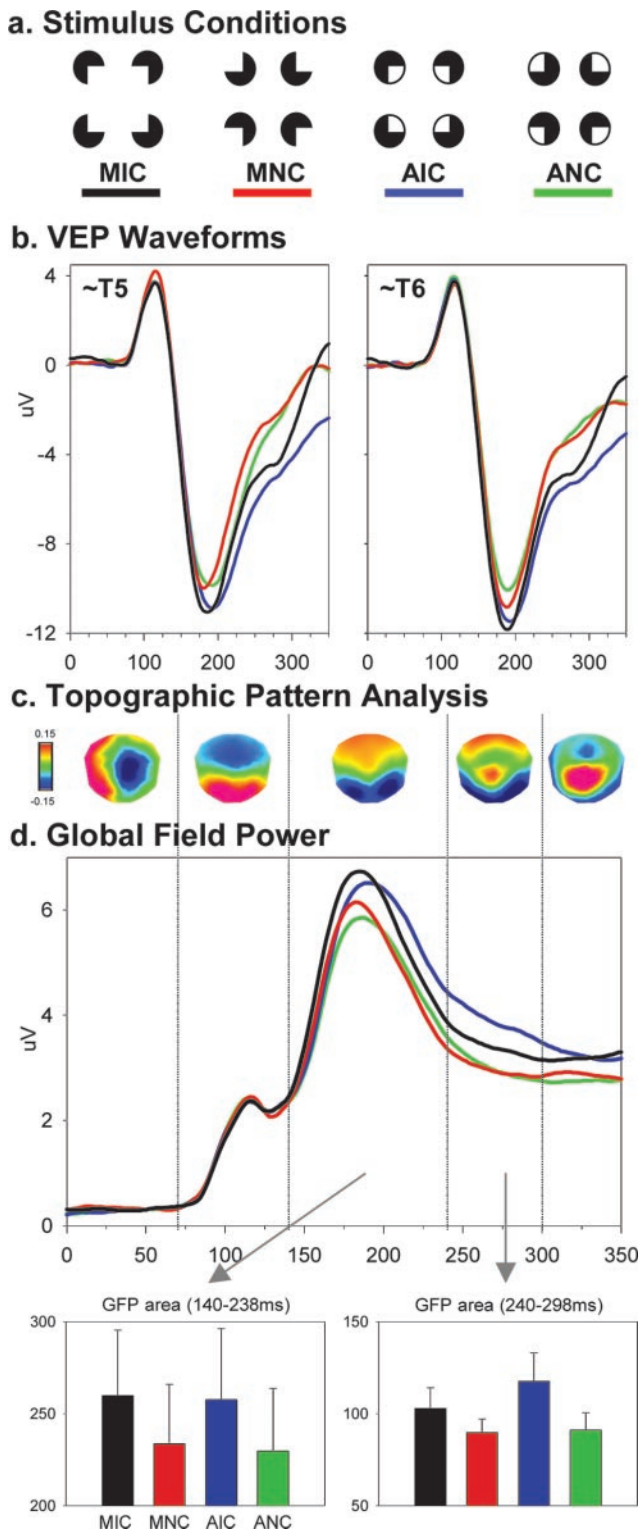 a. Stimulus Conditions
MIC MNC AIC ANC
b. VEP Waveforms
~T5 ~T6
4
0
-4
-8
-12
uV
0 100 200 300 0 100 200 300
c. Topographic Pattern Analysis
0.15
-0.15
d. Global Field Power
6
4
2
0
uV
0 50 100 150 200 250 300 350
GFP area (140-238ms) GFP area (240-298ms)
300 150
250 100
200 50
MIC MNC AIC ANC